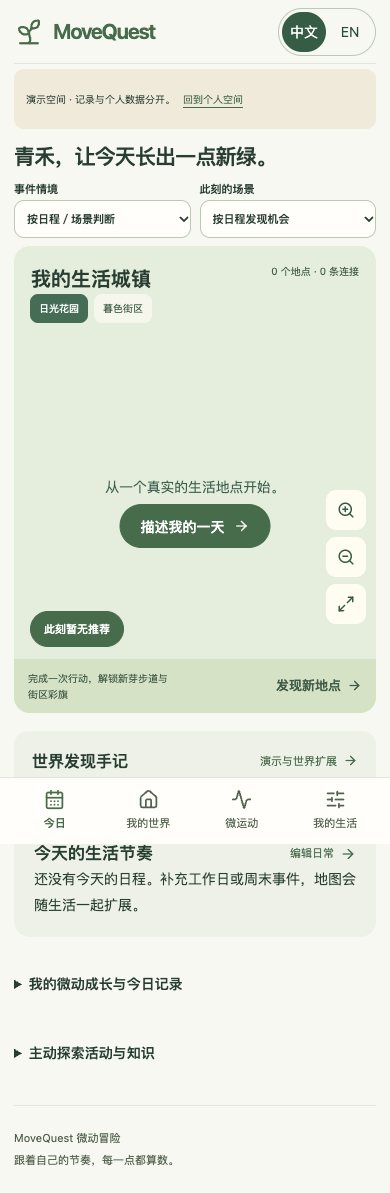 MoveQuest
中文 EN
演示空间 · 记录与个人数据分开。 回到个人空间
青禾，让今天长出一点新绿。
事件情境 此刻的场景
按日程 / 场景判断 按日程发现机会
我的生活城镇 0 个地点 · 0 条连接
日光花园 暮色街区
从一个真实的生活地点开始。
描述我的一天
此刻暂无推荐
完成一次行动，解锁新芽步道与
街区彩旗
发现新地点
世界发现手记 演示与世界扩展
今日 我的世界 微运动 我的生活
今天的生活节奏 编辑日常
还没有今天的日程。补充工作日或周末事件，地图会
随生活一起扩展。
我的微动成长与今日记录
主动探索活动与知识
MoveQuest 微动冒险
跟着自己的节奏，每一点都算数。